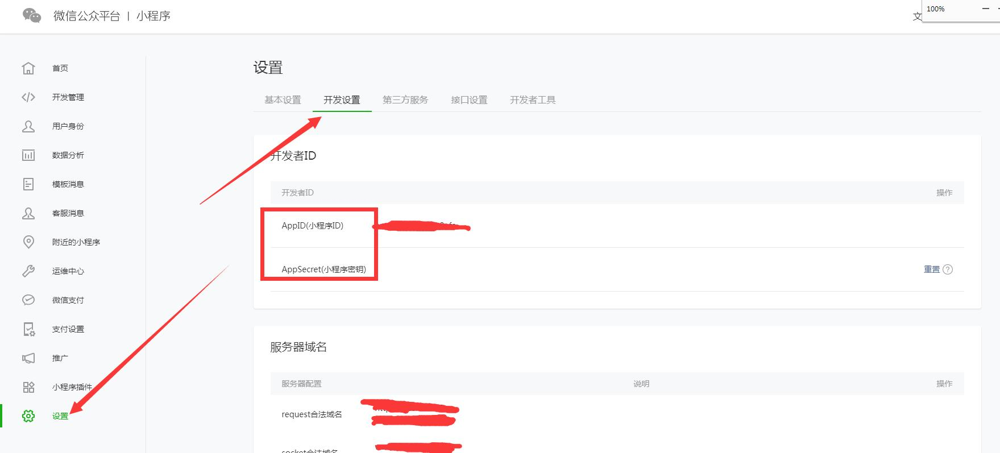 微信公众平台 | 小程序
文
100%
首页
开发管理
用户身份
数据分析
模板消息
客服消息
附近的小程序
运维中心
微信支付
支付设置
推广
小程序插件
设置
设置
基本设置 开发设置 第三方服务 接口设置 开发者工具
开发者ID
开发者ID 操作
AppID(小程序ID)
AppSecret(小程序密钥) 重置 ?
服务器域名
服务器配置 说明 操作
request合法域名
socket合法域名